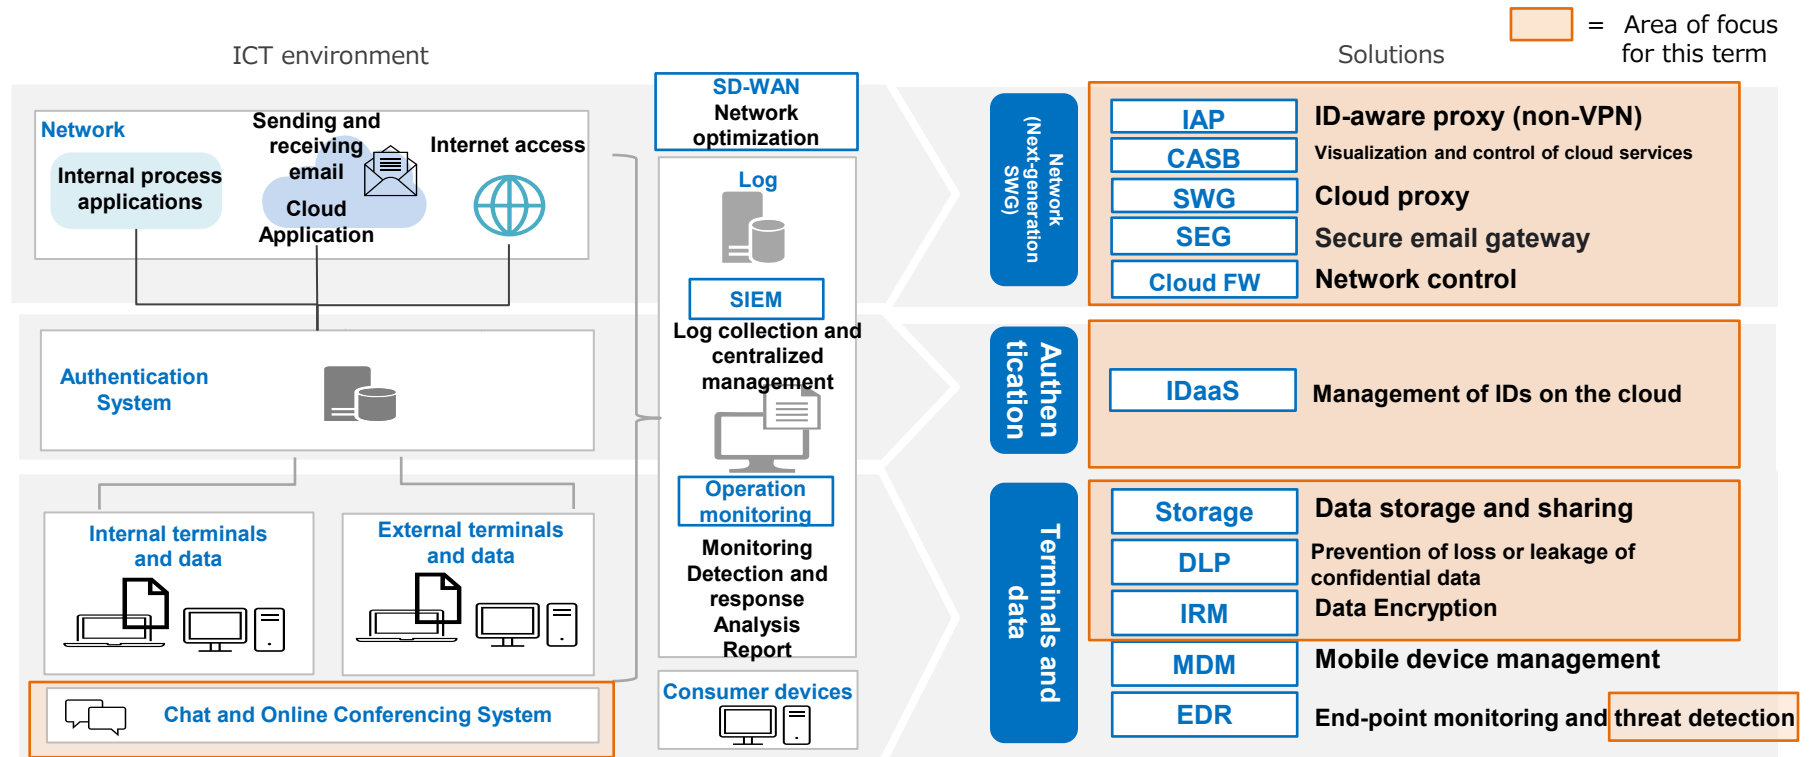 = Area of focus
for this term
ICT environment
Solutions
Network
Sending and
receiving
email
Internet access
Internal process
applications
Cloud
Application
SD-WAN
Network
optimization
Log
SIEM
Log collection and
centralized
management
Operation
monitoring
Monitoring
Detection and
response
Analysis
Report
Authentication
System
Internal terminals
and data
External terminals
and data
Chat and Online Conferencing System
Consumer devices
Network
(Next-generation
SWG)
IAP
ID-aware proxy (non-VPN)
CASB
Visualization and control of cloud services
SWG
Cloud proxy
SEG
Secure email gateway
Cloud FW
Network control
Authen
tication
IDaaS
Management of IDs on the cloud
Terminals and
data
Storage
Data storage and sharing
DLP
Prevention of loss or leakage of
confidential data
IRM
Data Encryption
MDM
Mobile device management
EDR
End-point monitoring and threat detection